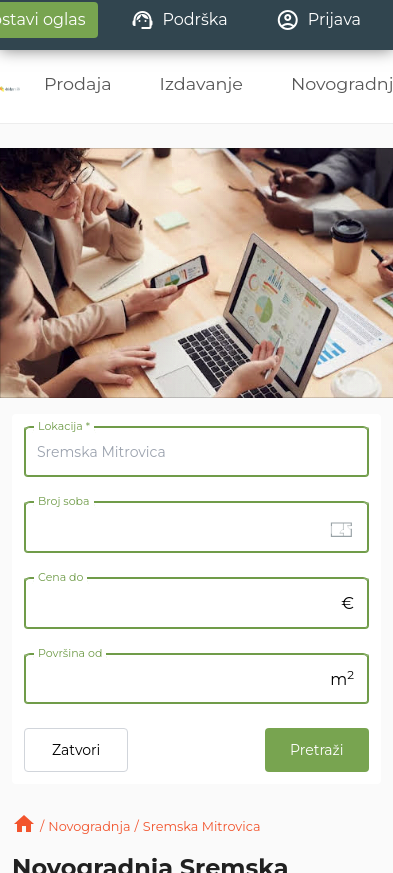 ostavi oglas Podrška Prijava
Prodaja Izdavanje Novogradnj
Lokacija *
Sremska Mitrovica
Broj soba
Cena do
€
Površina od
m²
Zatvori Pretraži
/ Novogradnja / Sremska Mitrovica
Novogradnja Sremska